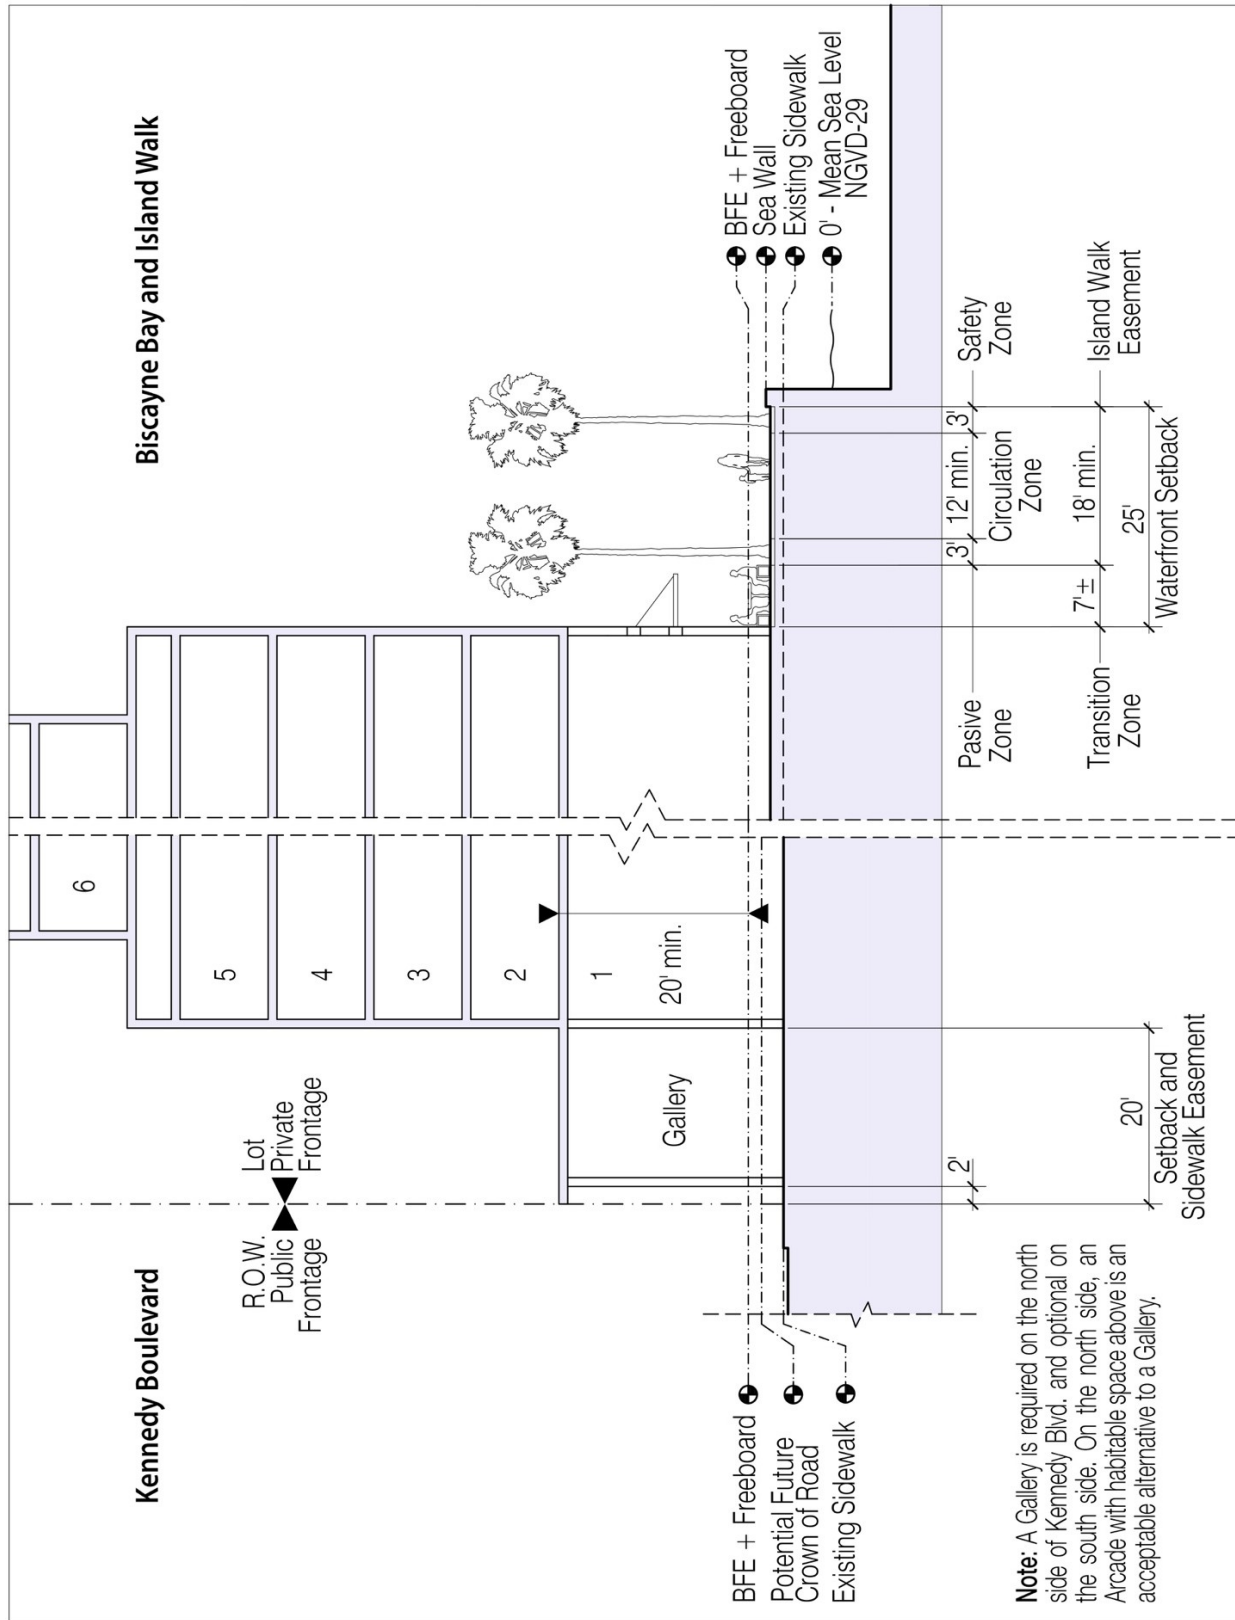 Kennedy Boulevard
Biscayne Bay and Island Walk
R.O.W.
Public
Frontage
Lot
Private
Frontage
6
5
4
3
2
1
20' min.
Gallery
BFE + Freeboard
Potential Future
Crown of Road
Existing Sidewalk
BFE + Freeboard
Sea Wall
Existing Sidewalk
0' - Mean Sea Level
NGVD-29
2'
20'
Setback and
Sidewalk Easement
Pasive
Zone
3'
12' min.
3'
Circulation
Zone
Safety
Zone
Transition
Zone
7'±
18' min.
Island Walk
Easement
25'
Waterfront Setback
Note: A Gallery is required on the north
side of Kennedy Blvd. and optional on
the south side. On the north side, an
Arcade with habitable space above is an
acceptable alternative to a Gallery.